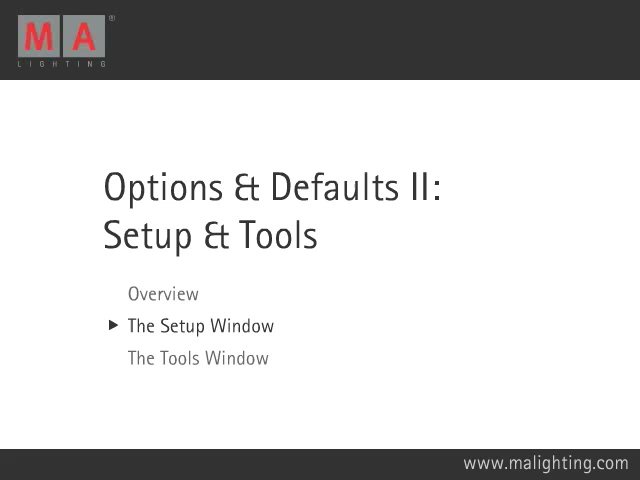 MA®
LIGHTING
Options & Defaults II:
Setup & Tools
Overview
The Setup Window
The Tools Window
www.malighting.com